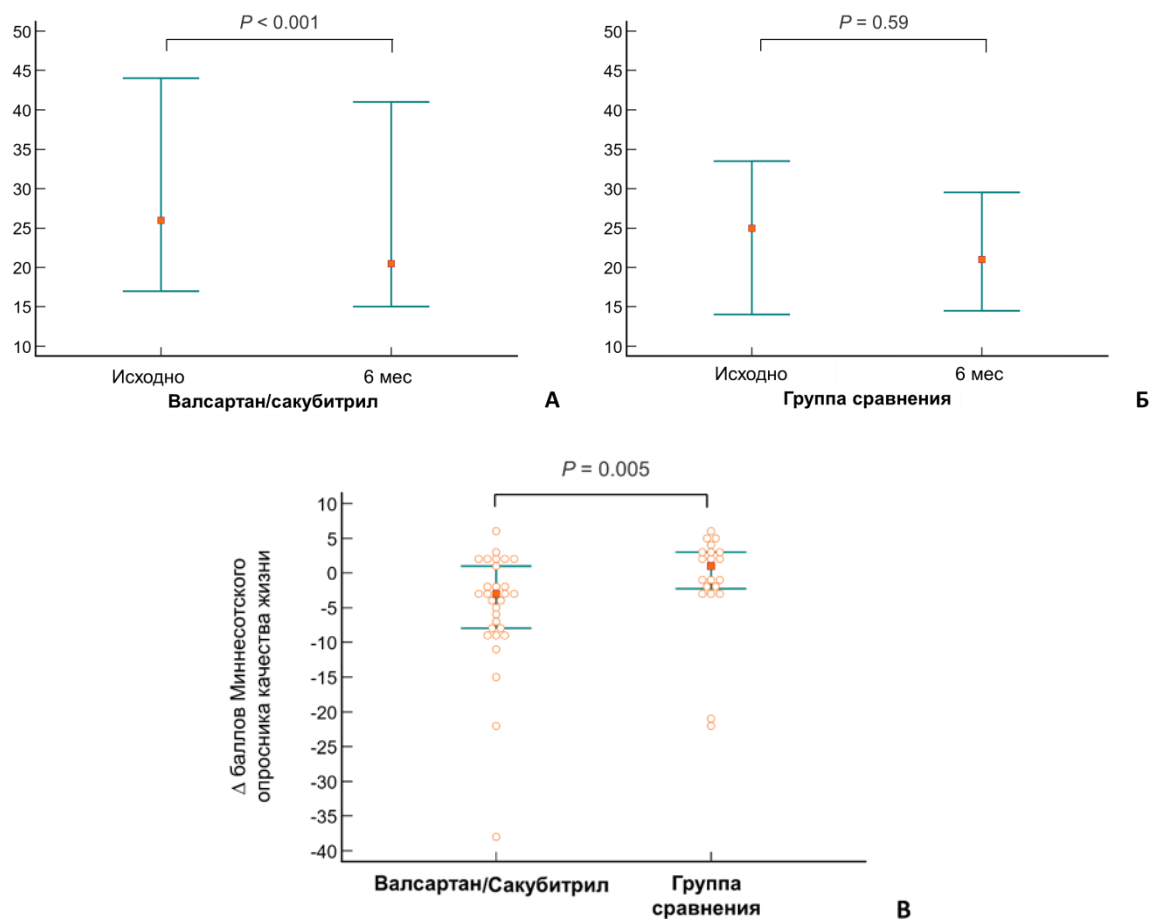 P < 0.001
50
45
40
35
30
25
20
15
10
Исходно
6 мес
Валсартан/сакубитрил
А
P = 0.59
50
45
40
35
30
25
20
15
10
Исходно
6 мес
Группа сравнения
Б
P = 0.005
Δ баллов Миннесотского
опросника качества жизни
10
5
0
-5
-10
-15
-20
-25
-30
-35
-40
Валсартан/Сакубитрил
Группа
сравнения
В